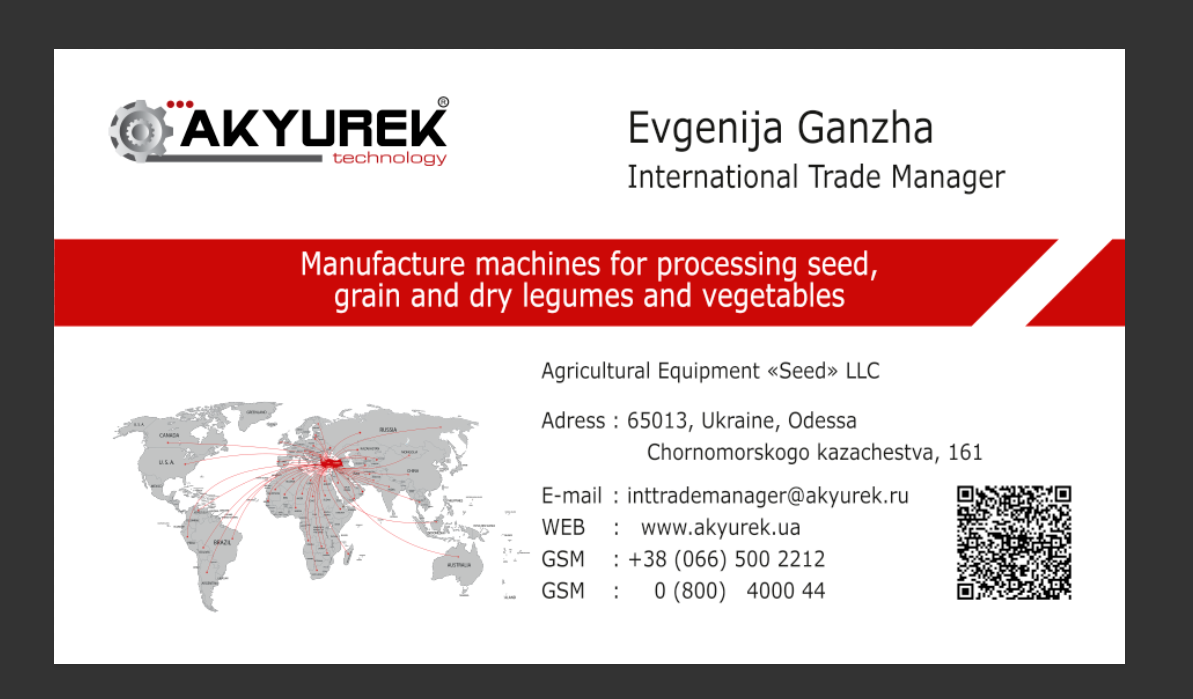 AKYUREK®
technology
Evgenija Ganzha
International Trade Manager
Manufacture machines for processing seed,
grain and dry legumes and vegetables
Agricultural Equipment «Seed» LLC
Adress : 65013, Ukraine, Odessa
Chornomorskogo kazachestva, 161
E-mail : inttrademanager@akyurek.ru
WEB : www.akyurek.ua
GSM : +38 (066) 500 2212
GSM : 0 (800) 4000 44
GREENLAND
CANADA
RUSSIA
U.S.A.
CHINA
BRAZIL
AUSTRALIA